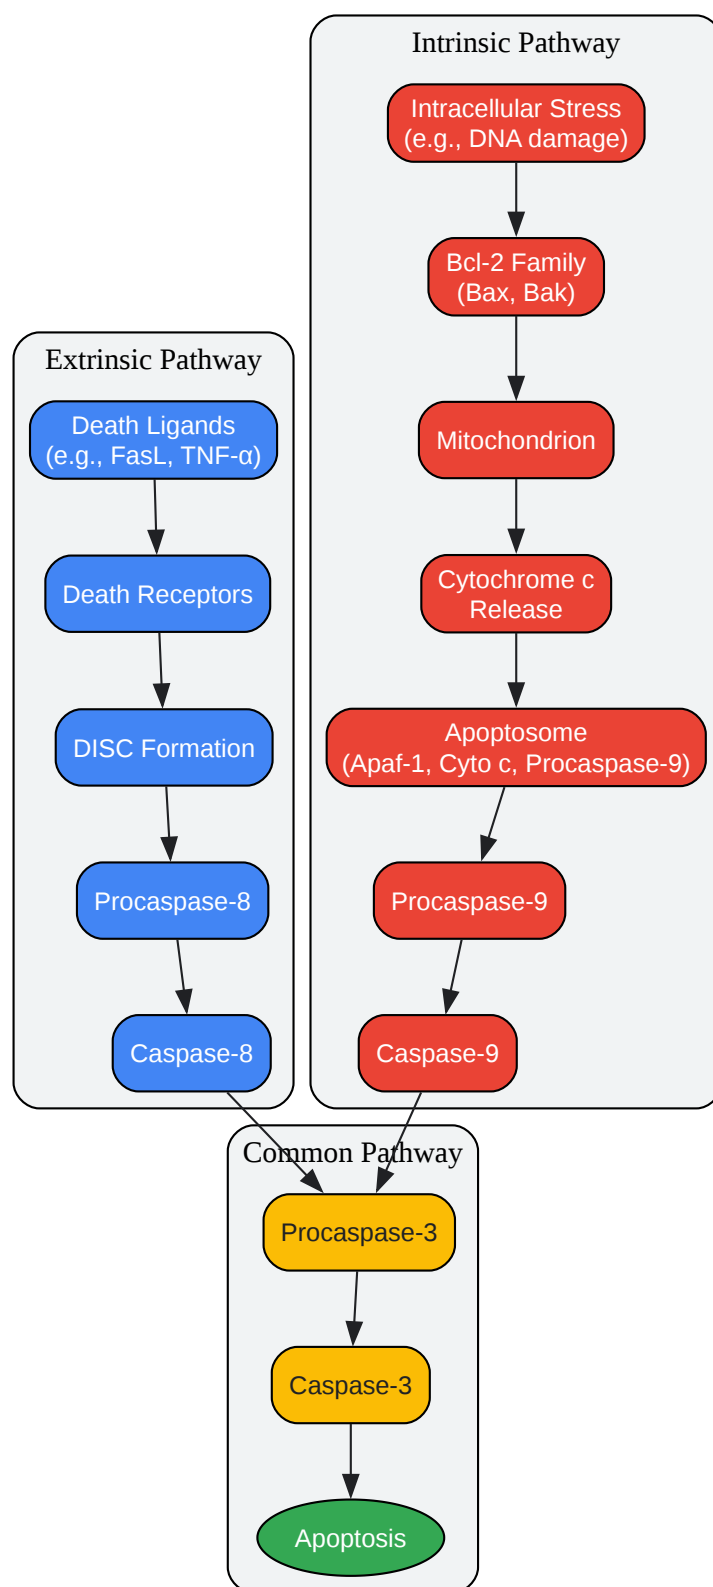 Intrinsic Pathway
Intracellular Stress
(e.g., DNA damage)
Bcl-2 Family
(Bax, Bak)
Mitochondrion
Cytochrome c
Release
Apoptosome
(Apaf-1, Cyto c, Procaspase-9)
Procaspase-9
Caspase-9
Extrinsic Pathway
Death Ligands
(e.g., FasL, TNF-α)
Death Receptors
DISC Formation
Procaspase-8
Caspase-8
Common Pathway
Procaspase-3
Caspase-3
Apoptosis